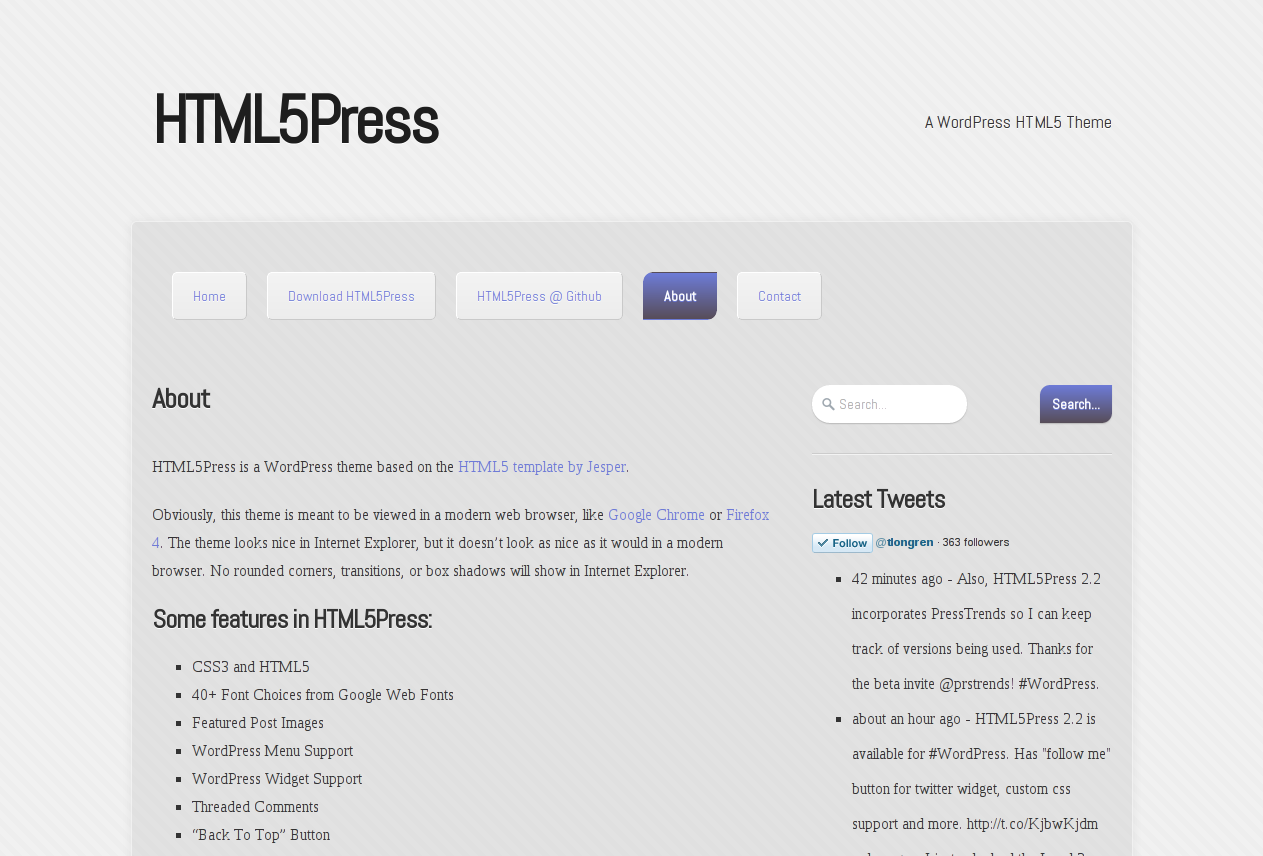 HTML5Press
A WordPress HTML5 Theme
Home
Download HTML5Press
HTML5Press @ Github
About
Contact
About
HTML5Press is a WordPress theme based on the HTML5 template by Jesper.
Obviously, this theme is meant to be viewed in a modern web browser, like Google Chrome or Firefox
4. The theme looks nice in Internet Explorer, but it doesn’t look as nice as it would in a modern
browser. No rounded corners, transitions, or box shadows will show in Internet Explorer.
Some features in HTML5Press:
CSS3 and HTML5
40+ Font Choices from Google Web Fonts
Featured Post Images
WordPress Menu Support
WordPress Widget Support
Threaded Comments
“Back To Top” Button
Search...
Search...
Latest Tweets
Follow @tlongren · 363 followers
42 minutes ago - Also, HTML5Press 2.2
incorporates PressTrends so I can keep
track of versions being used. Thanks for
the beta invite @prstrends! #WordPress.
about an hour ago - HTML5Press 2.2 is
available for #WordPress. Has "follow me"
button for twitter widget, custom css
support and more. http://t.co/KjbwKjdm